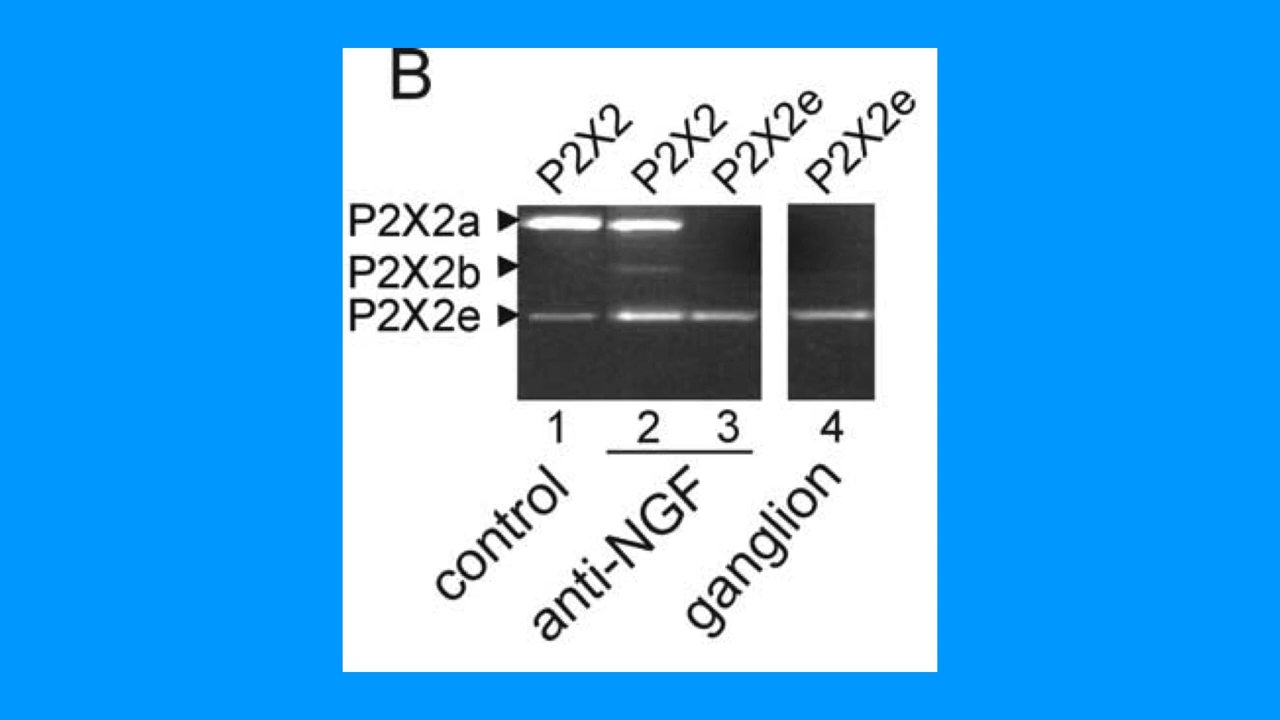 B
P2X2 P2X2 P2X2e P2X2e
P2X2a
P2X2b
P2X2e
1 2 3 4
control anti-NGF ganglion